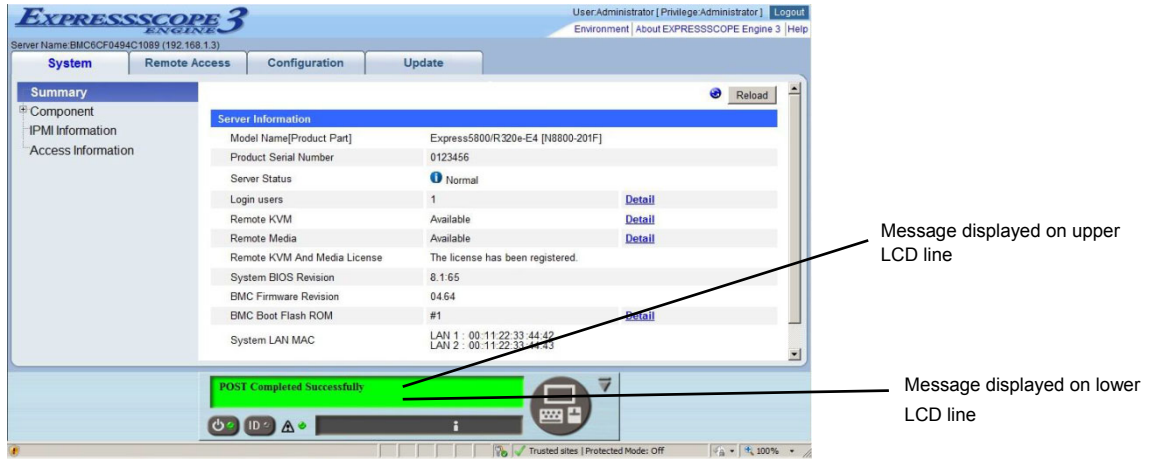 EXPRESSSCOPE
ENGINE 3
User:Administrator [ Privilege:Administrator ] Logout
Environment | About EXPRESSSCOPE Engine 3 | Help
Server Name:BMC6CF0494C1089 (192.168.1.3)
System Remote Access Configuration Update
Summary
Component
IPMI Information
Access Information
Reload
Server Information
Model Name[Product Part] Express5800/R320e-E4 [N8800-201F]
Product Serial Number 0123456
Server Status Normal
Login users 1 Detail
Remote KVM Available Detail
Remote Media Available Detail
Remote KVM And Media License The license has been registered.
System BIOS Revision 8.1:65
BMC Firmware Revision 04.64
BMC Boot Flash ROM #1 Detail
System LAN MAC LAN 1 : 00:11:22:33:44:42
LAN 2 : 00:11:22:33:44:43
POST Completed Successfully
ID
Trusted sites | Protected Mode: Off 100%
Message displayed on upper
LCD line
Message displayed on lower
LCD line